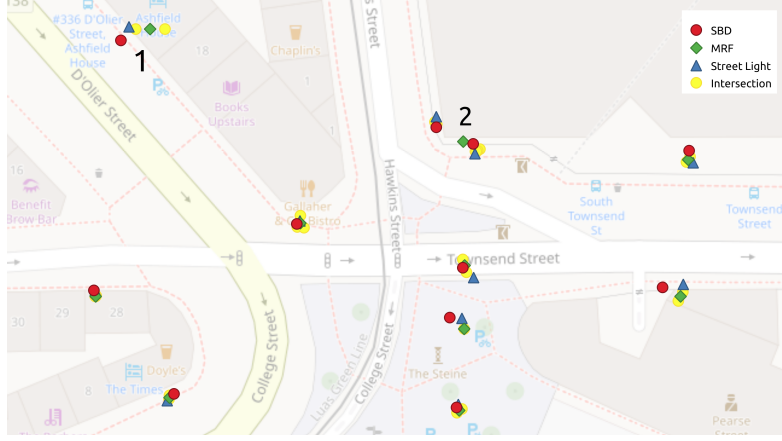 138
#336 D'Olier
Street,
Ashfield
House
Ashfield
House
1
18
Chaplin's
s Street
SBD
MRF
Street Light
Intersection
D'Olier Street
Books
Upstairs
1
2
16
Benefit
Brow Bar
Gallaher
& Co Bistro
Hawkins Street
South
Townsend
St
Townsend
Street
Townsend Street
30
29
28
8
Doyle's
The Times
College Street
Luas Green Line
College Street
The Steine
Pearse